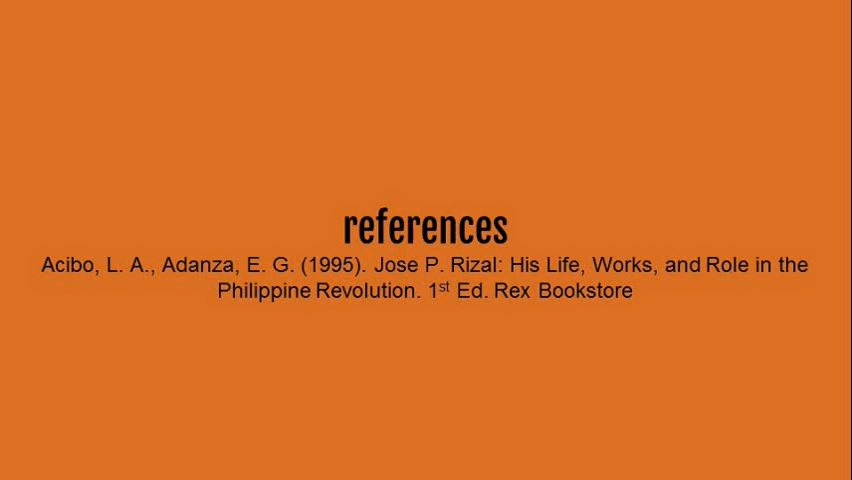 references
Acibo, L. A., Adanza, E. G. (1995). Jose P. Rizal: His Life, Works, and Role in the
Philippine Revolution. 1st Ed. Rex Bookstore